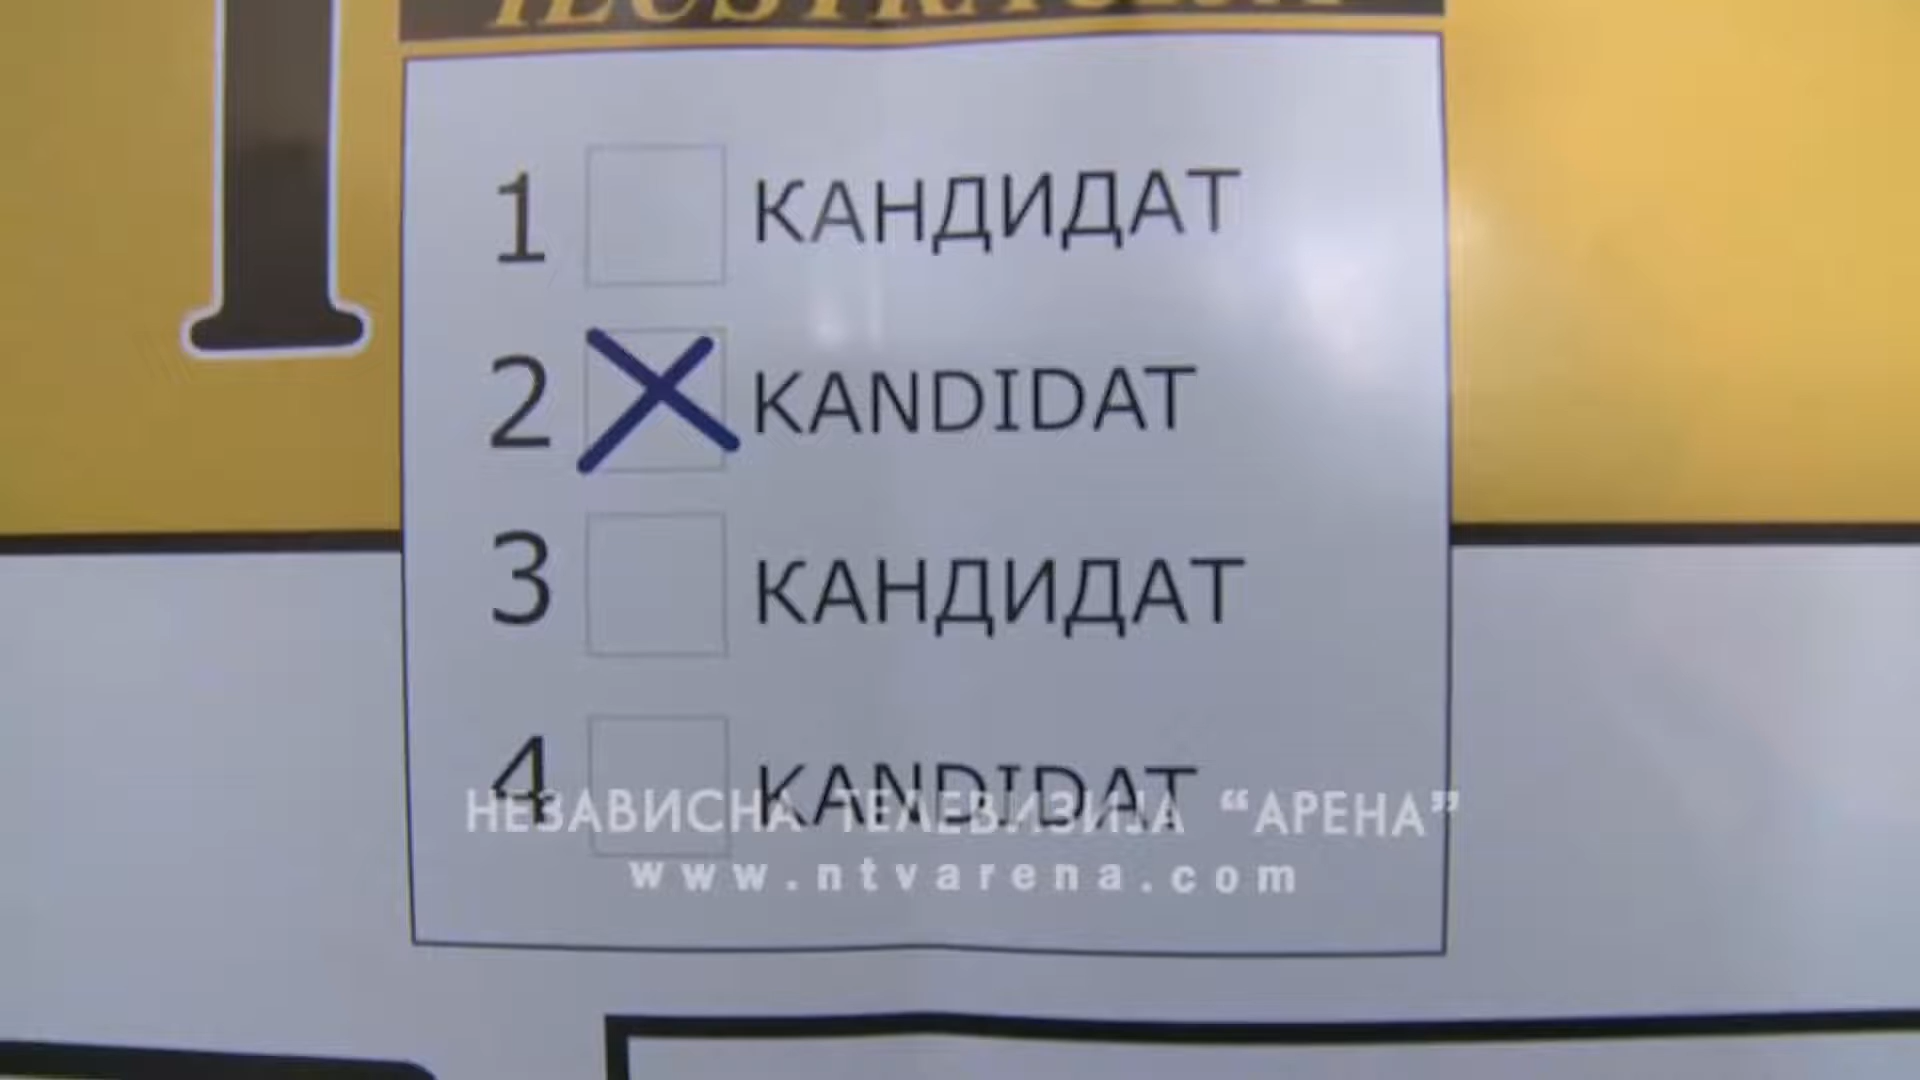 1 КАНДИДАТ
2 KANDIDAT
3 КАНДИДАТ
4 KANDIDAT
НЕЗАВИСНА ТЕЛЕВИЗИЈА “АРЕНА”
www.ntvarena.com